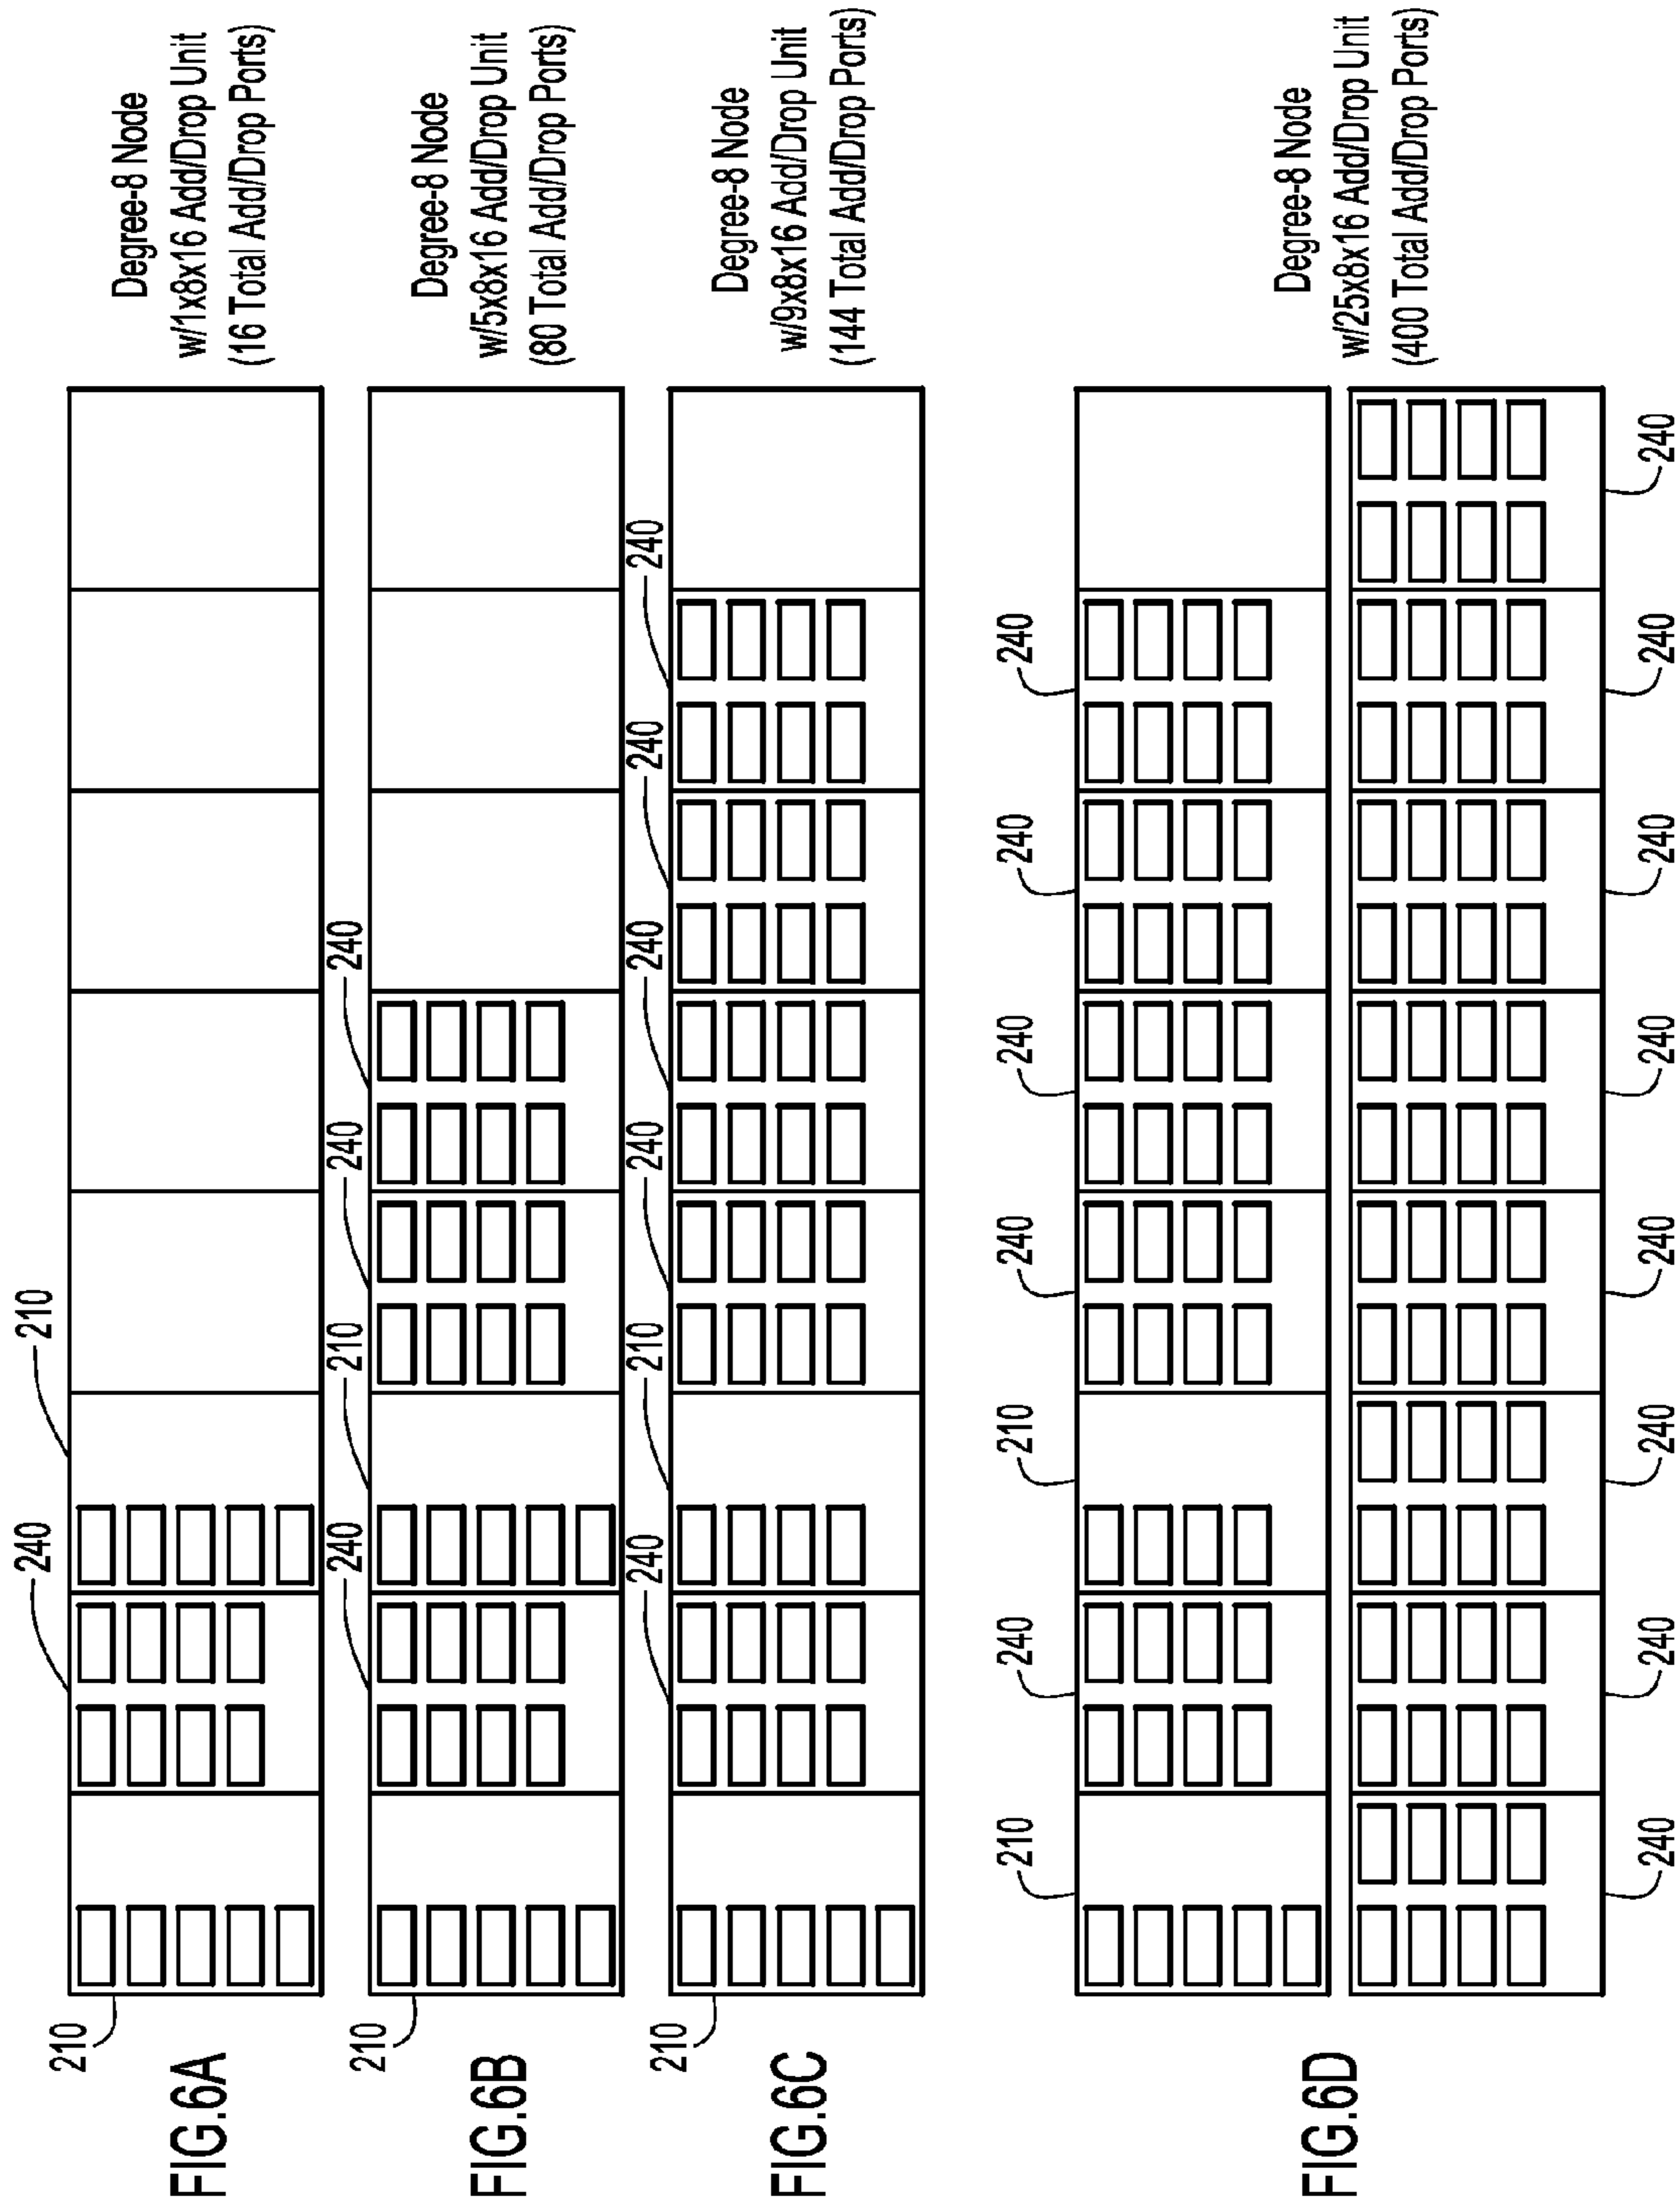 240
210
210
FIG.6A
Degree-8 Node
w/1x8x16 Add/Drop Unit
(16 Total Add/Drop Ports)
240
210
240
240
210
FIG.6B
Degree-8 Node
w/5x8x16 Add/Drop Unit
(80 Total Add/Drop Ports)
240
210
240
240
240
240
210
FIG.6C
Degree-8 Node
w/9x8x16 Add/Drop Unit
(144 Total Add/Drop Ports)
210
240
210
240
240
240
240
FIG.6D
Degree-8 Node
w/25x8x16 Add/Drop Unit
(400 Total Add/Drop Ports)
240
240
240
240
240
240
240
240